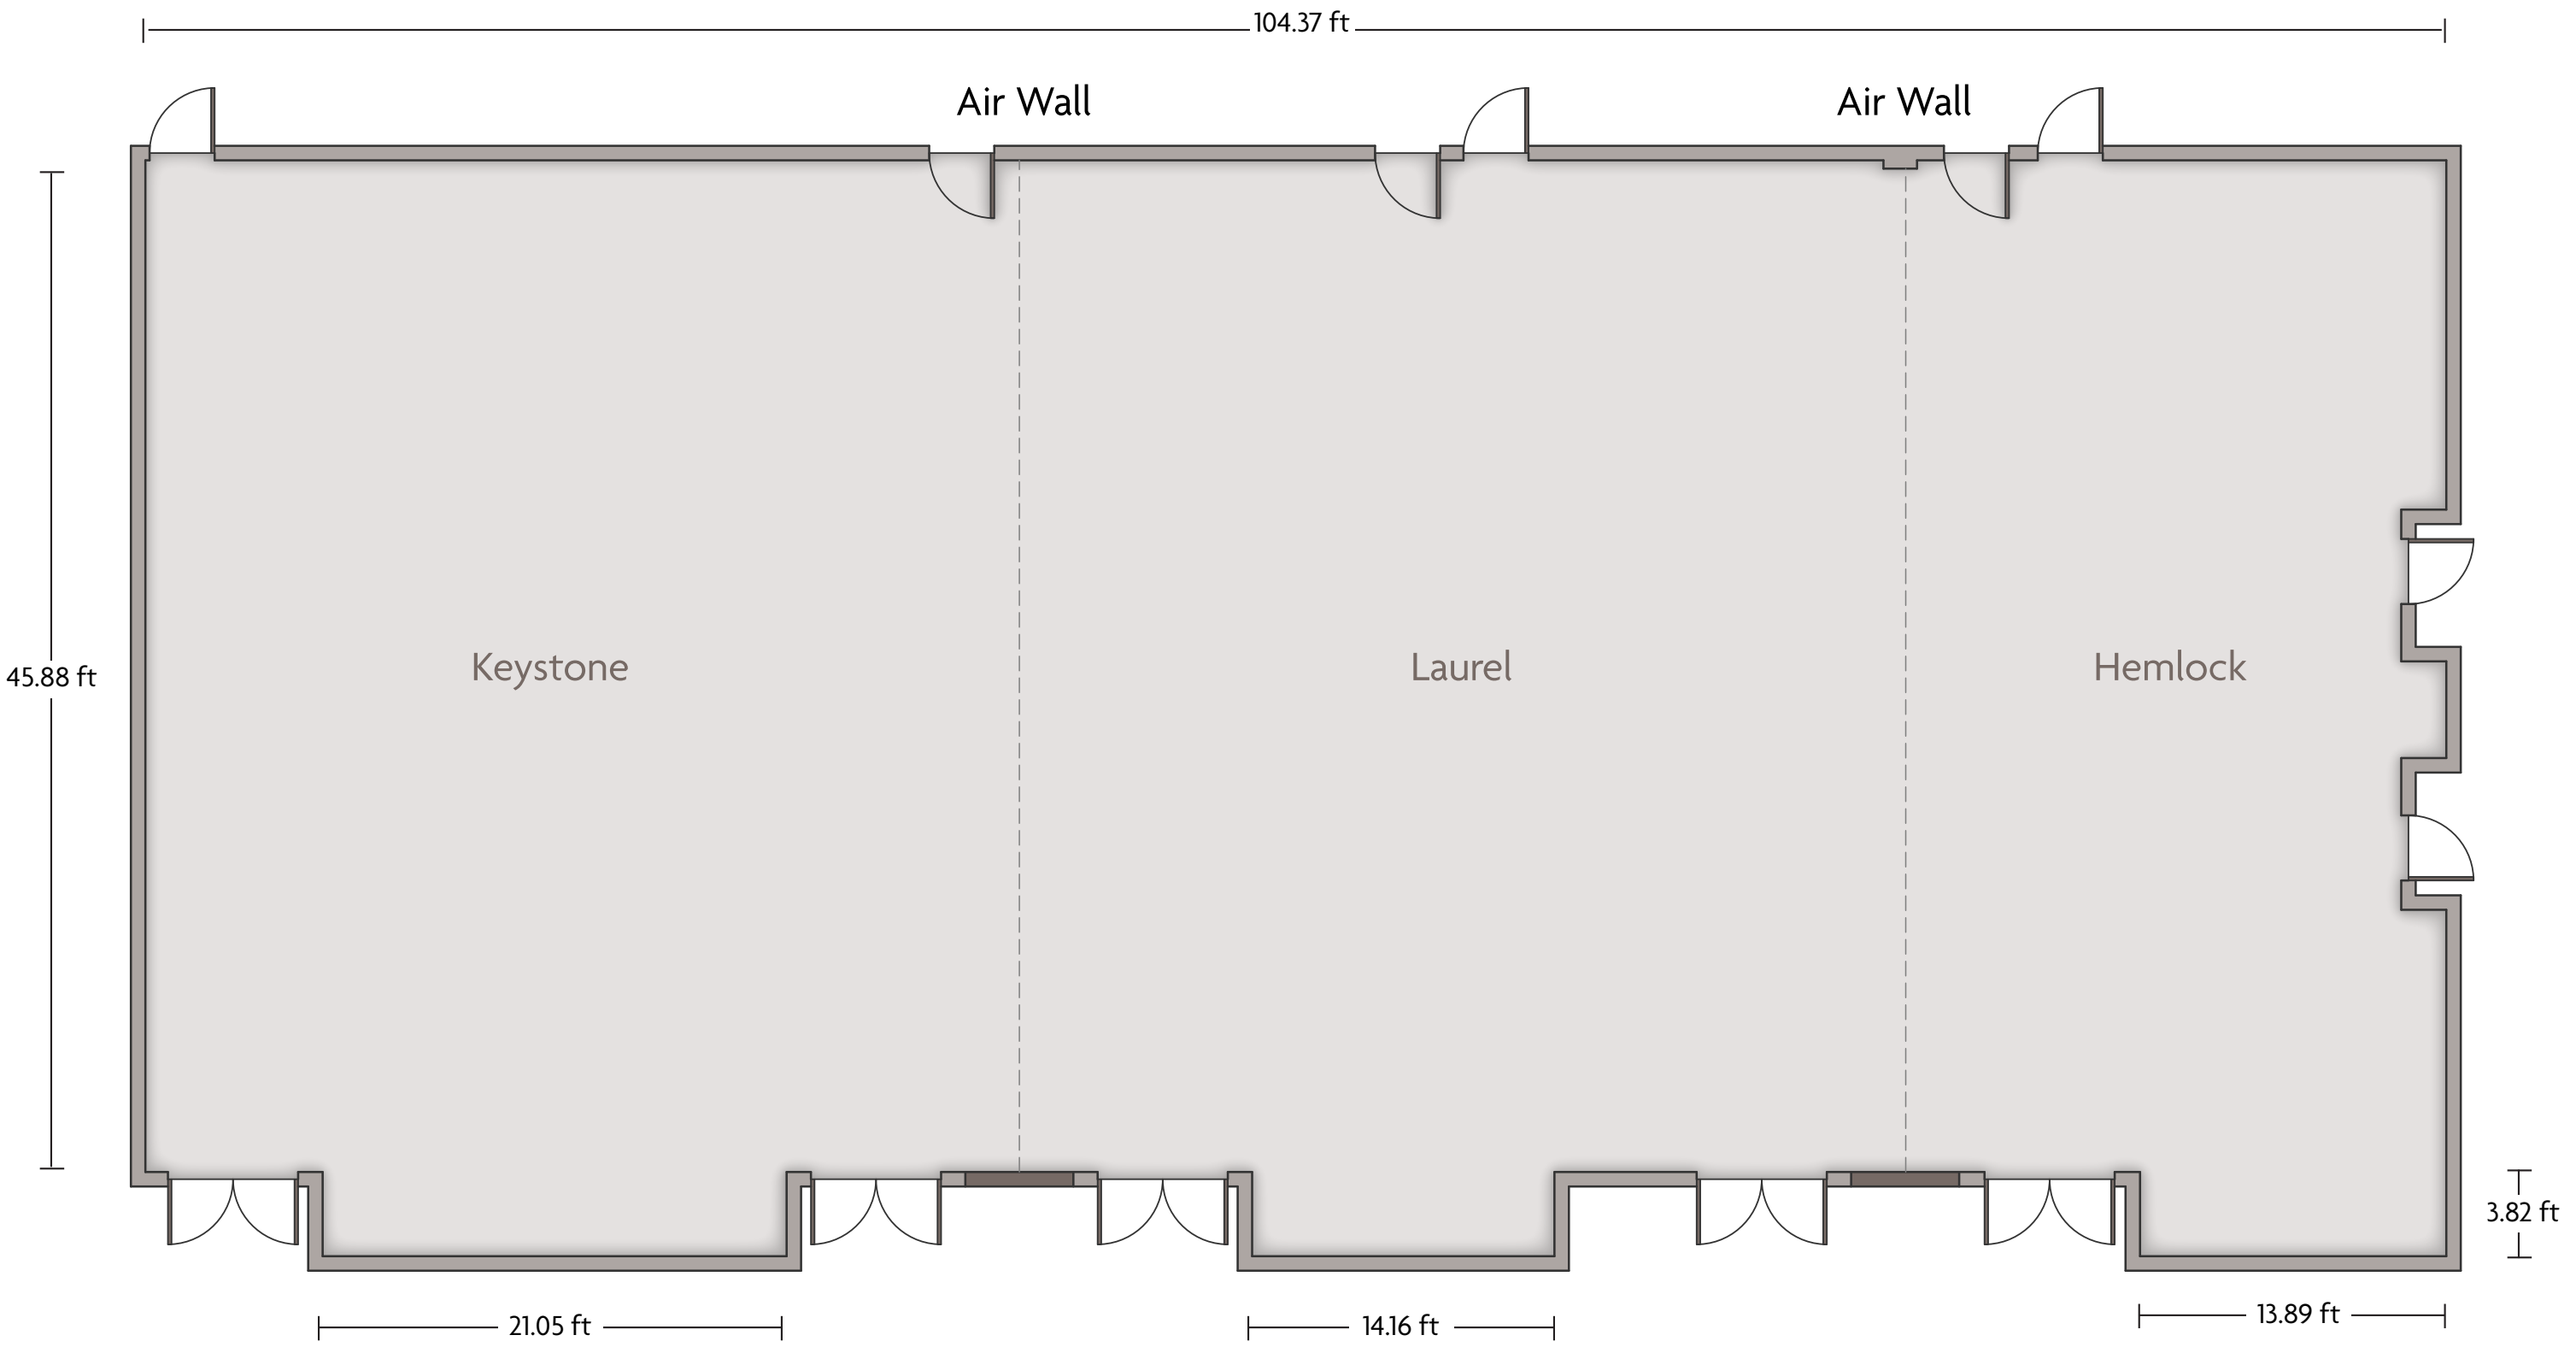 104.37 ft
Air Wall
Air Wall
Keystone
Laurel
Hemlock
45.88 ft
3.82 ft
21.05 ft
14.16 ft
13.89 ft